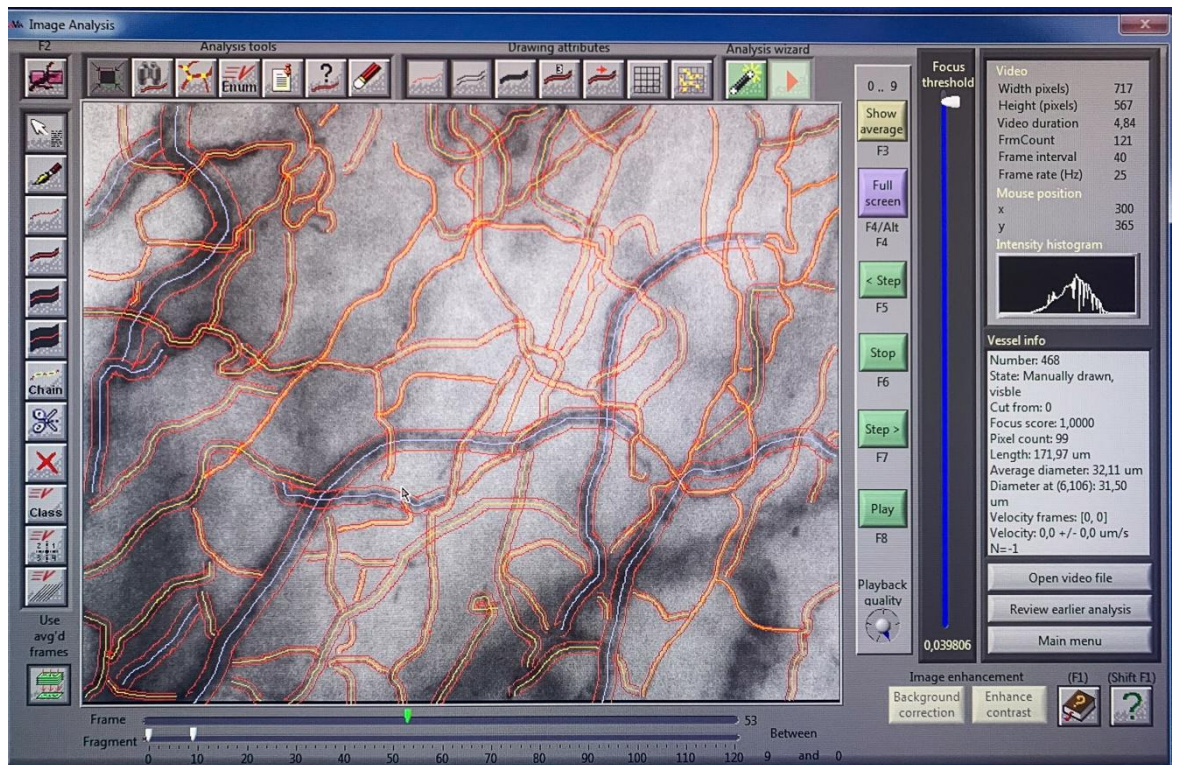 Image Analysis
F2
Analysis tools
Drawing attributes
Analysis wizard
Enum
3
?
Chain
Class
Use
avg'd
frames
0 .. 9
Show
average
F3
Full
screen
F4/Alt
F4
< Step
F5
Stop
F6
Step >
F7
Play
F8
Playback
quality
Focus
threshold
0,039806
Video
Width pixels) 717
Height (pixels) 567
Video duration 4,84
FrmCount 121
Frame interval 40
Frame rate (Hz) 25
Mouse position
x 300
y 365
Intensity histogram
Vessel info
Number: 468
State: Manually drawn,
visble
Cut from: 0
Focus score: 1,0000
Pixel count: 99
Length: 171,97 um
Average diameter: 32,11 um
Diameter at (6,106): 31,50
um
Velocity frames: [0, 0]
Velocity: 0,0 +/- 0,0 um/s
N=-1
Open video file
Review earlier analysis
Main menu
Image enhancement
(F1)
(Shift F1)
Background
correction
Enhance
contrast
?
?
Frame 53
Fragment
Between
0 10 20 30 40 50 60 70 80 90 100 110 120 9 and 0